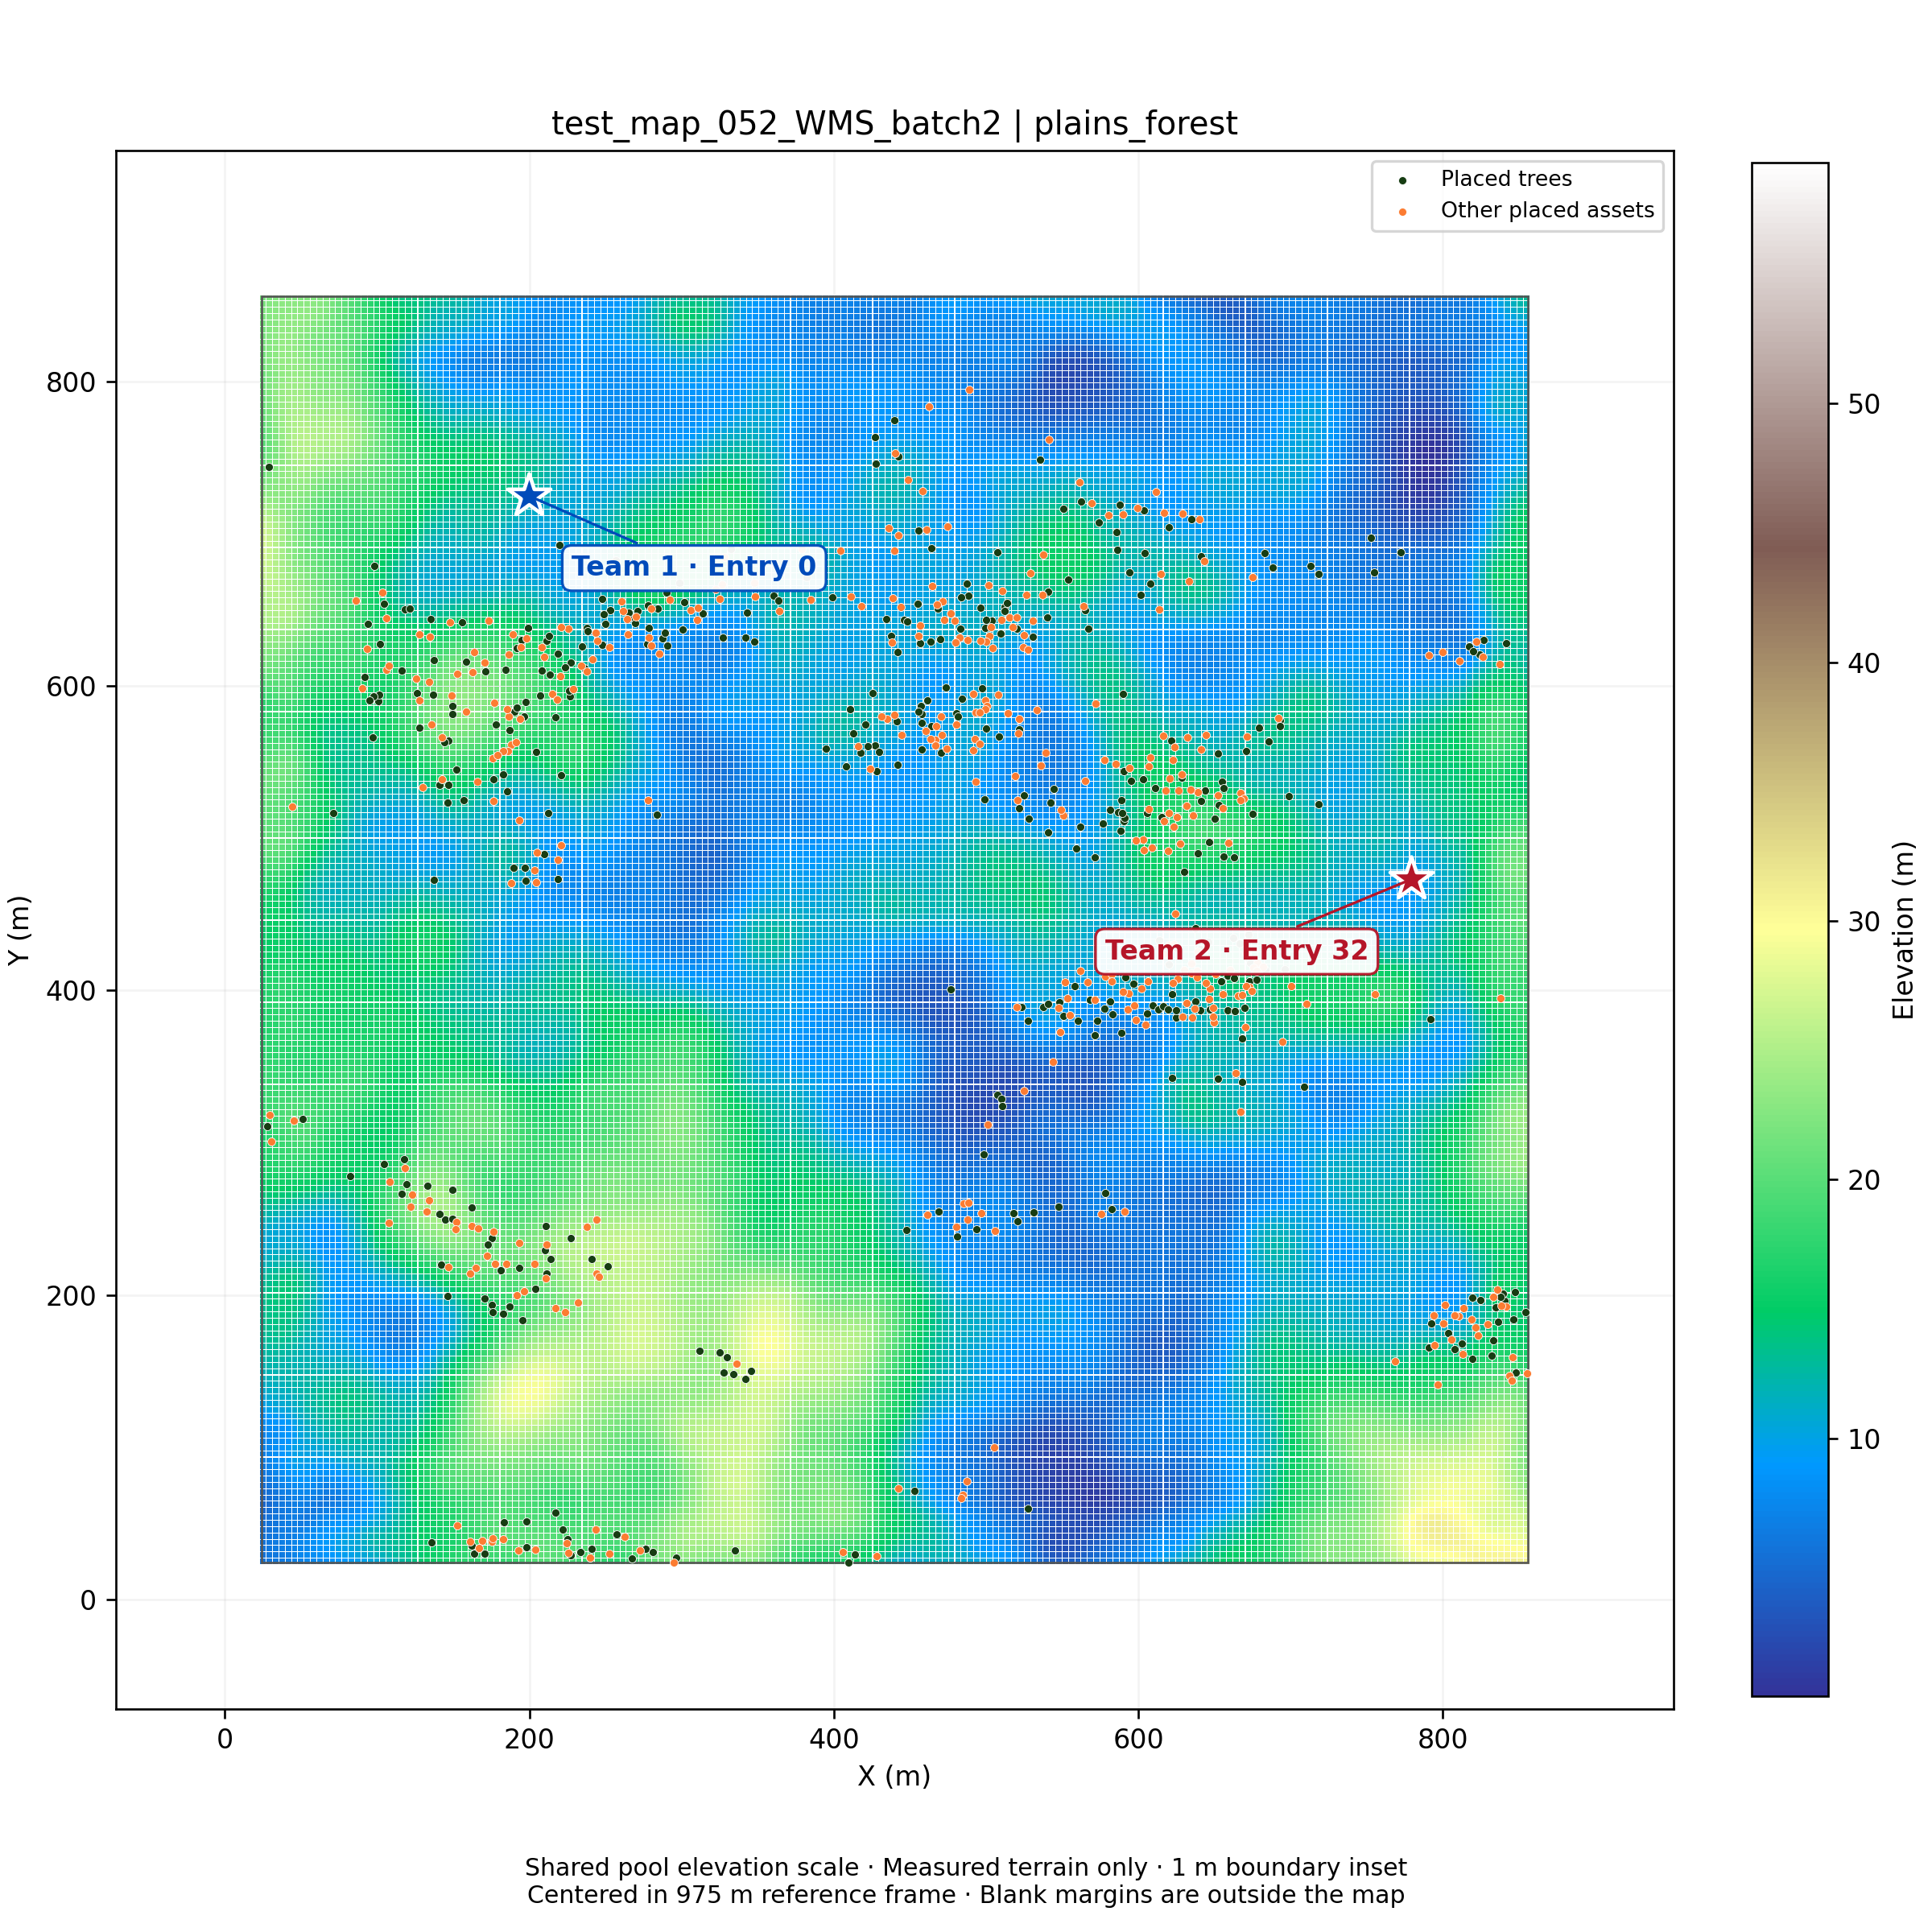 test_map_052_WMS_batch2 | plains_forest
Placed trees
Other placed assets
Team 1 · Entry 0
Team 2 · Entry 32
800
600
400
200
0
Y (m)
0
200
400
600
800
X (m)
50
40
30
20
10
Elevation (m)
Shared pool elevation scale · Measured terrain only · 1 m boundary inset
Centered in 975 m reference frame · Blank margins are outside the map